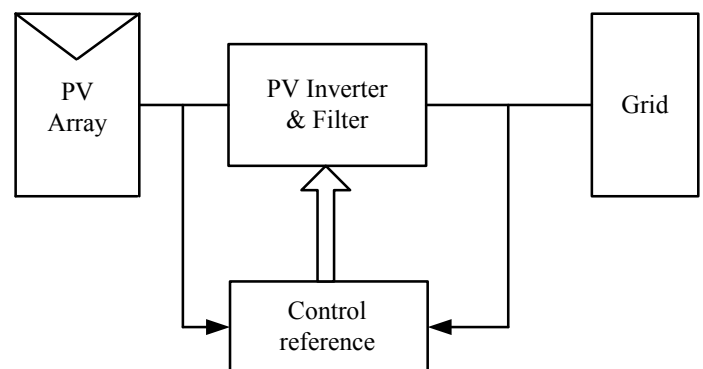 PV
Array
PV Inverter
& Filter
Grid
Control
reference